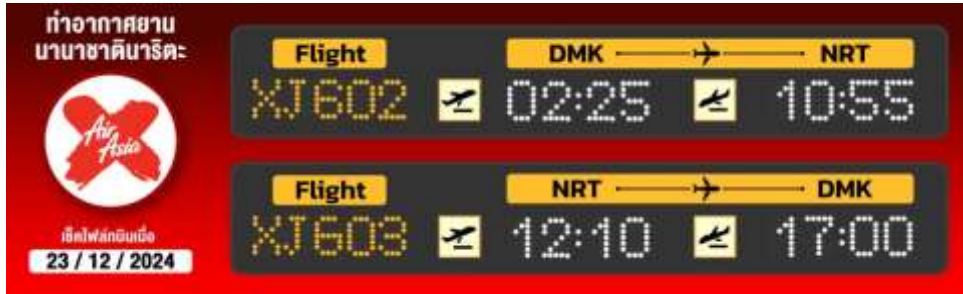 ท่าอากาศยาน
นานาชาตินาริตะ
Air
Asia
เช็คไฟล์ทบินเมื่อ
23 / 12 / 2024
Flight
DMK NRT
XJ602 02:25 10:55
Flight
NRT DMK
XJ603 12:10 17:00